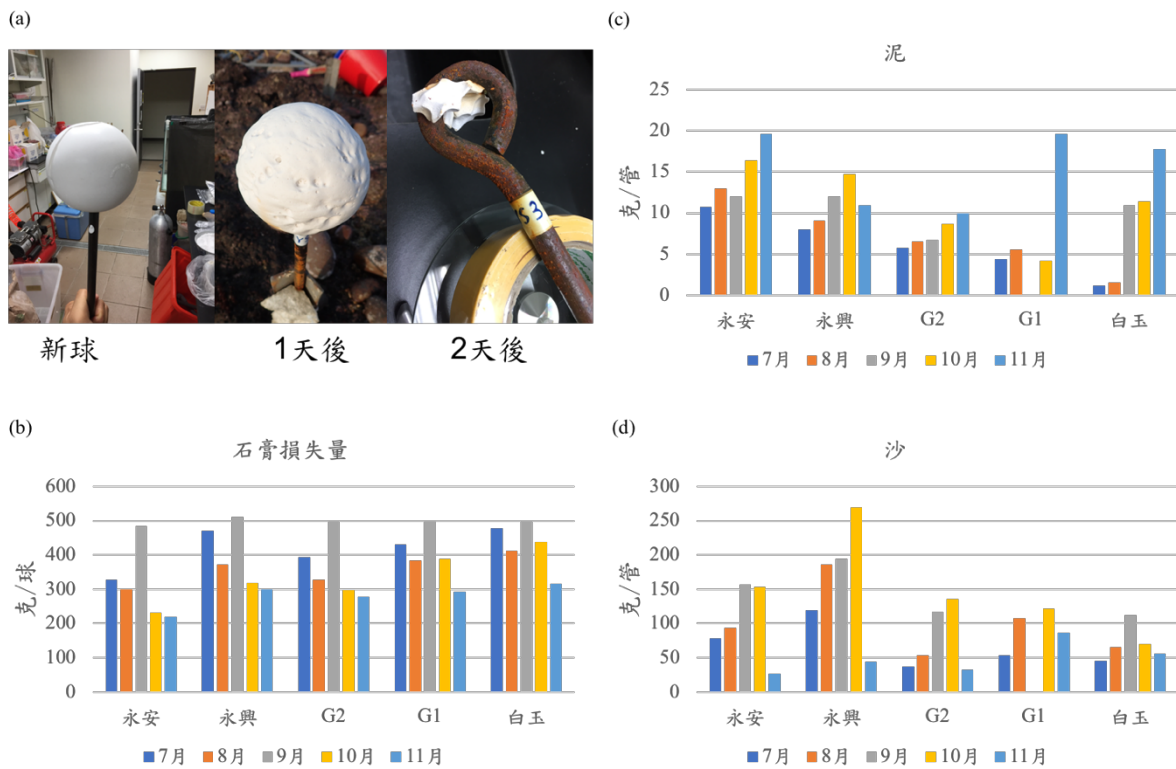 (a)
新球
1天後
2天後
S3
(b)
石膏損失量
克/球
600
500
400
300
200
100
0
永安
永興
G2
G1
白玉
7月
8月
9月
10月
11月
(c)
泥
克/管
25
20
15
10
5
0
永安
永興
G2
G1
白玉
7月
8月
9月
10月
11月
(d)
沙
克/管
300
250
200
150
100
50
0
永安
永興
G2
G1
白玉
7月
8月
9月
10月
11月